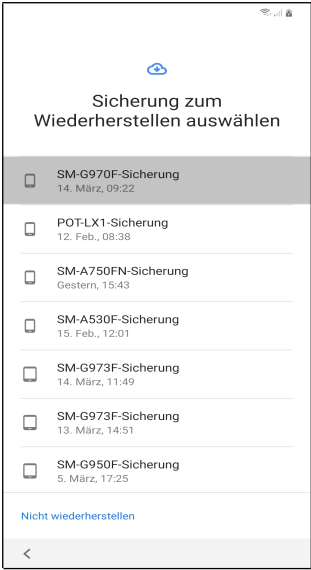 Sicherung zum
Wiederherstellen auswählen
SM-G970F-Sicherung
14. März, 09:22
POT-LX1-Sicherung
12. Feb., 08:38
SM-A750FN-Sicherung
Gestern, 15:43
SM-A530F-Sicherung
15. Feb., 12:01
SM-G973F-Sicherung
14. März, 11:49
SM-G973F-Sicherung
13. März, 14:51
SM-G950F-Sicherung
5. März, 17:25
Nicht wiederherstellen